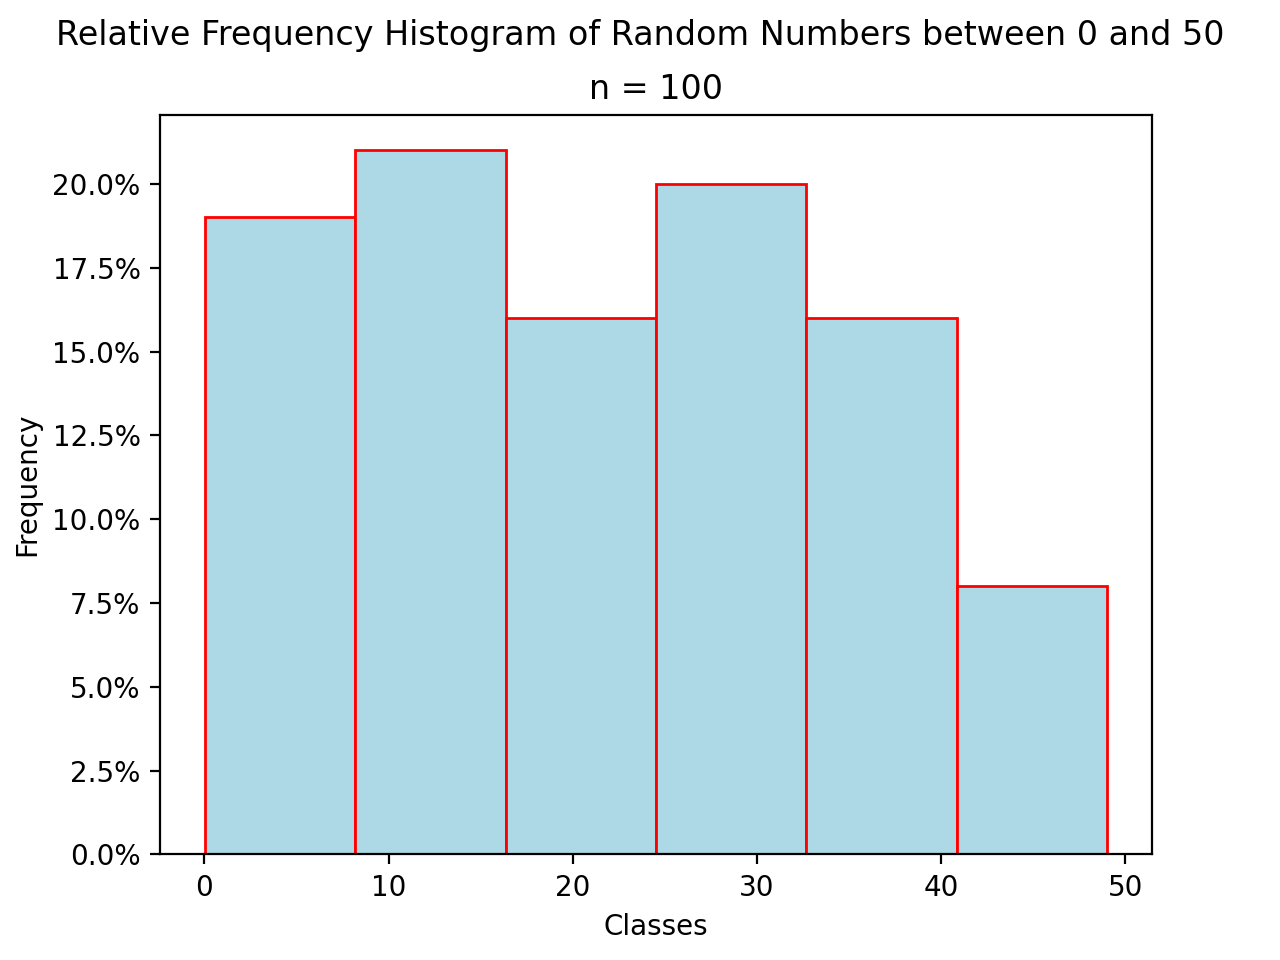 Relative Frequency Histogram of Random Numbers between 0 and 50
n = 100
20.0%
17.5%
15.0%
12.5%
10.0%
7.5%
5.0%
2.5%
0.0%
Frequency
0 10 20 30 40 50
Classes